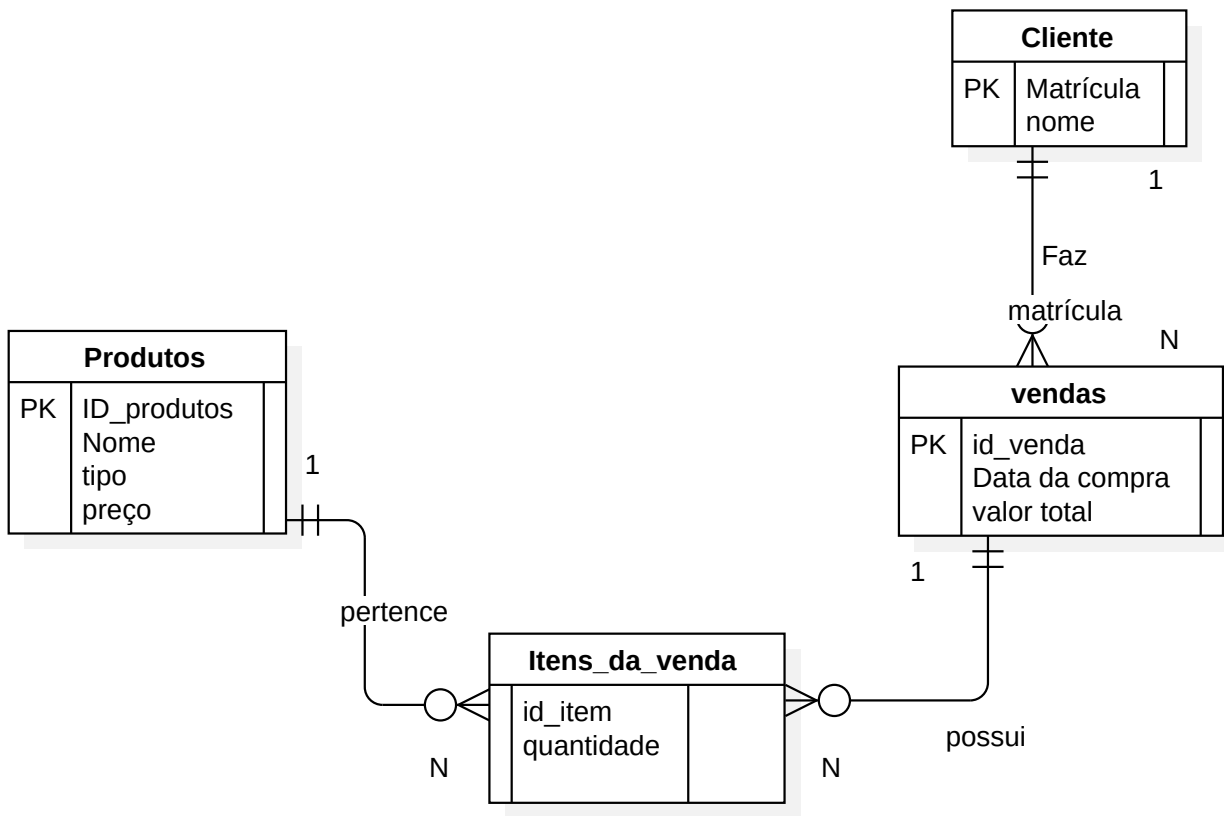 Cliente
PK Matrícula
nome
1
Faz
matrícula
N
Produtos
PK ID_produtos
Nome
tipo
preço
1
vendas
PK id_venda
Data da compra
valor total
1
pertence
Itens_da_venda
id_item
quantidade
N
N
possui